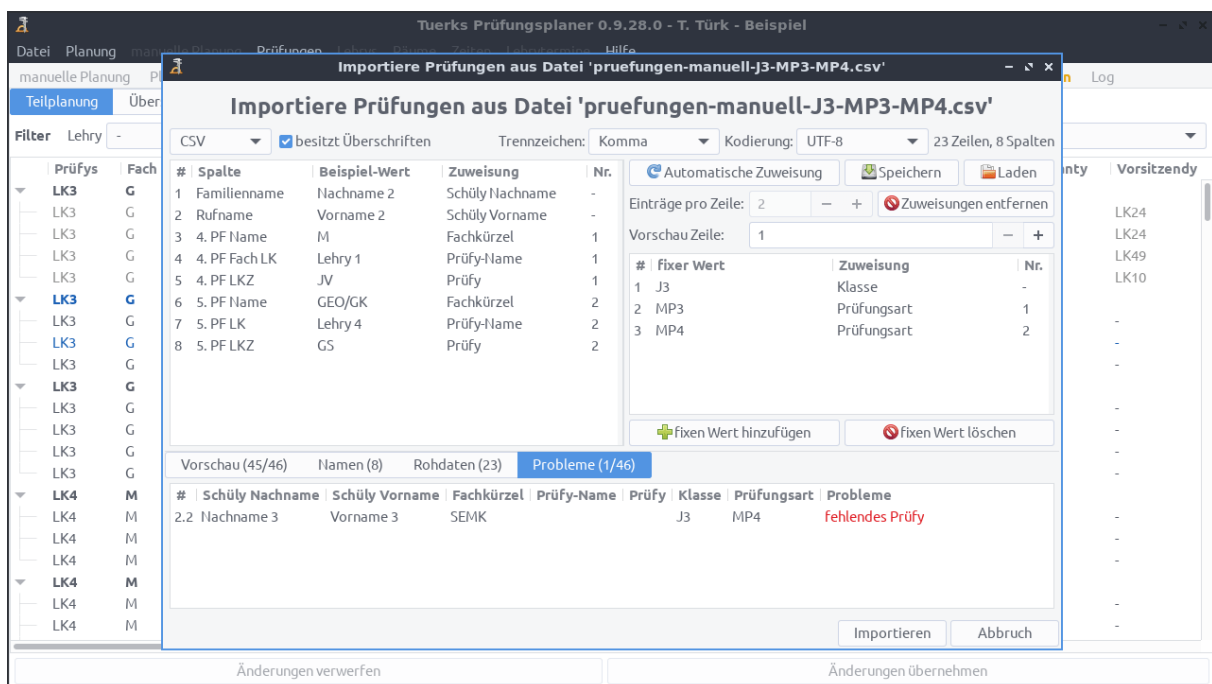 Tuerks Prüfungsplaner 0.9.28.0 - T. Türk - Beispiel
Datei Planung manuelle Planung Prüfungen Lehrys Räume Zeiten Lehrytermine Hilfe
Importiere Prüfungen aus Datei 'pruefungen-manuell-J3-MP3-MP4.csv'
manuelle Planung Log
Teilplanung Über
Importiere Prüfungen aus Datei 'pruefungen-manuell-J3-MP3-MP4.csv'
Filter Lehry -
CSV besitzt Überschriften Trennzeichen: Komma Kodierung: UTF-8 23 Zeilen, 8 Spalten
Prüfys Fach
# Spalte Beispiel-Wert Zuweisung Nr.
1 Familienname Nachname 2 Schüly Nachname -
2 Rufname Vorname 2 Schüly Vorname -
3 4. PF Name M Fachkürzel 1
4 4. PF Fach LK Lehry 1 Prüfy-Name 1
5 4. PF LKZ JV Prüfy 1
6 5. PF Name GEO/GK Fachkürzel 2
7 5. PF LK Lehry 4 Prüfy-Name 2
8 5. PF LKZ GS Prüfy 2
Automatische Zuweisung Speichern Laden
Einträge pro Zeile: 2 - + Zuweisungen entfernen
Vorschau Zeile: 1 - +
# fixer Wert Zuweisung Nr.
1 J3 Klasse -
2 MP3 Prüfungsart 1
3 MP4 Prüfungsart 2
fixen Wert hinzufügen fixen Wert löschen
Vorschau (45/46) Namen (8) Rohdaten (23) Probleme (1/46)
# Schüly Nachname Schüly Vorname Fachkürzel Prüfy-Name Prüfy Klasse Prüfungsart Probleme
2.2 Nachname 3 Vorname 3 SEMK J3 MP4 fehlendes Prüfy
Importieren Abbruch
LK3 G
LK3 G
LK3 G
LK3 G
LK3 G
LK3 G
LK3 G
LK3 G
LK3 G
LK3 G
LK3 G
LK3 G
LK3 G
LK3 G
LK4 M
LK4 M
LK4 M
LK4 M
LK4 M
LK4 M
LK4 M
Vorsitzendy
LK24
LK24
LK49
LK10
-
-
-
-
-
-
-
-
-
-
-
-
Änderungen verwerfen Änderungen übernehmen